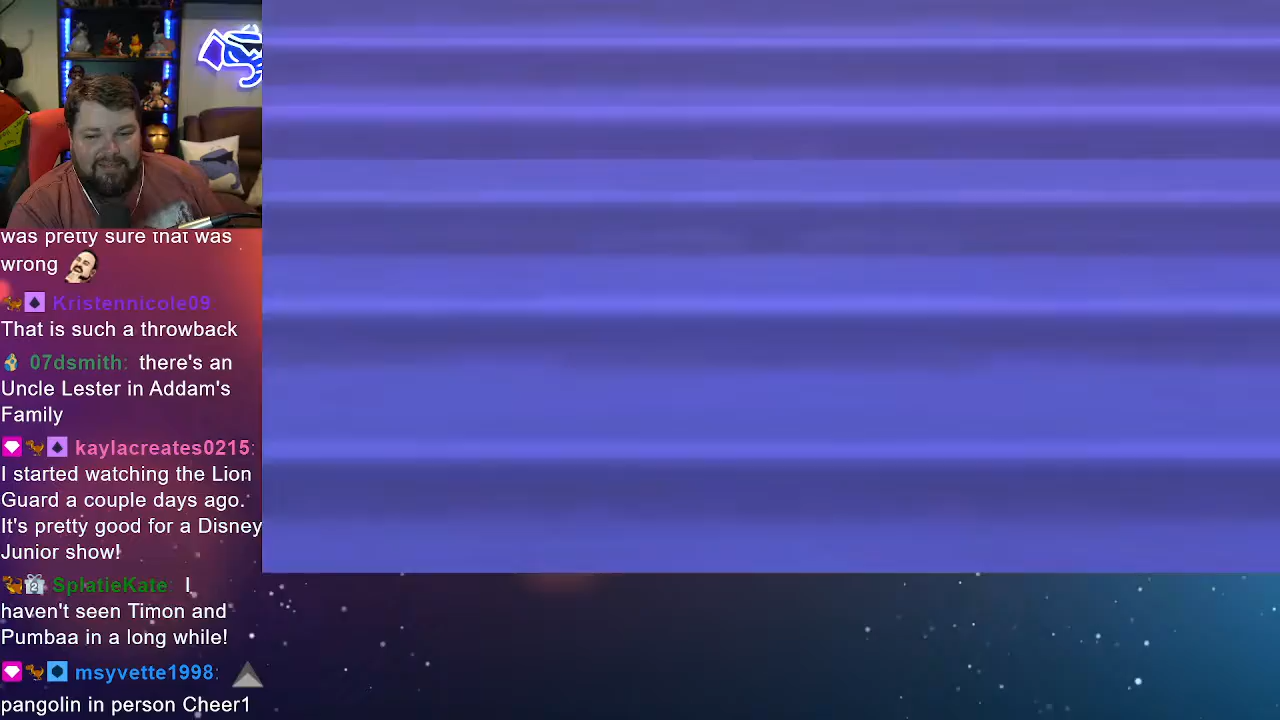 was pretty sure that was
wrong
Kristennicole09
That is such a throwback
07dsmith: there's an
Uncle Lester in Addam's
Family
kaylacreates0215:
I started watching the Lion
Guard a couple days ago.
It's pretty good for a Disney
Junior show!
2 SplatieKate: I
haven't seen Timon and
Pumbaa in a long while!
msyvette1998:
pangolin in person Cheer1